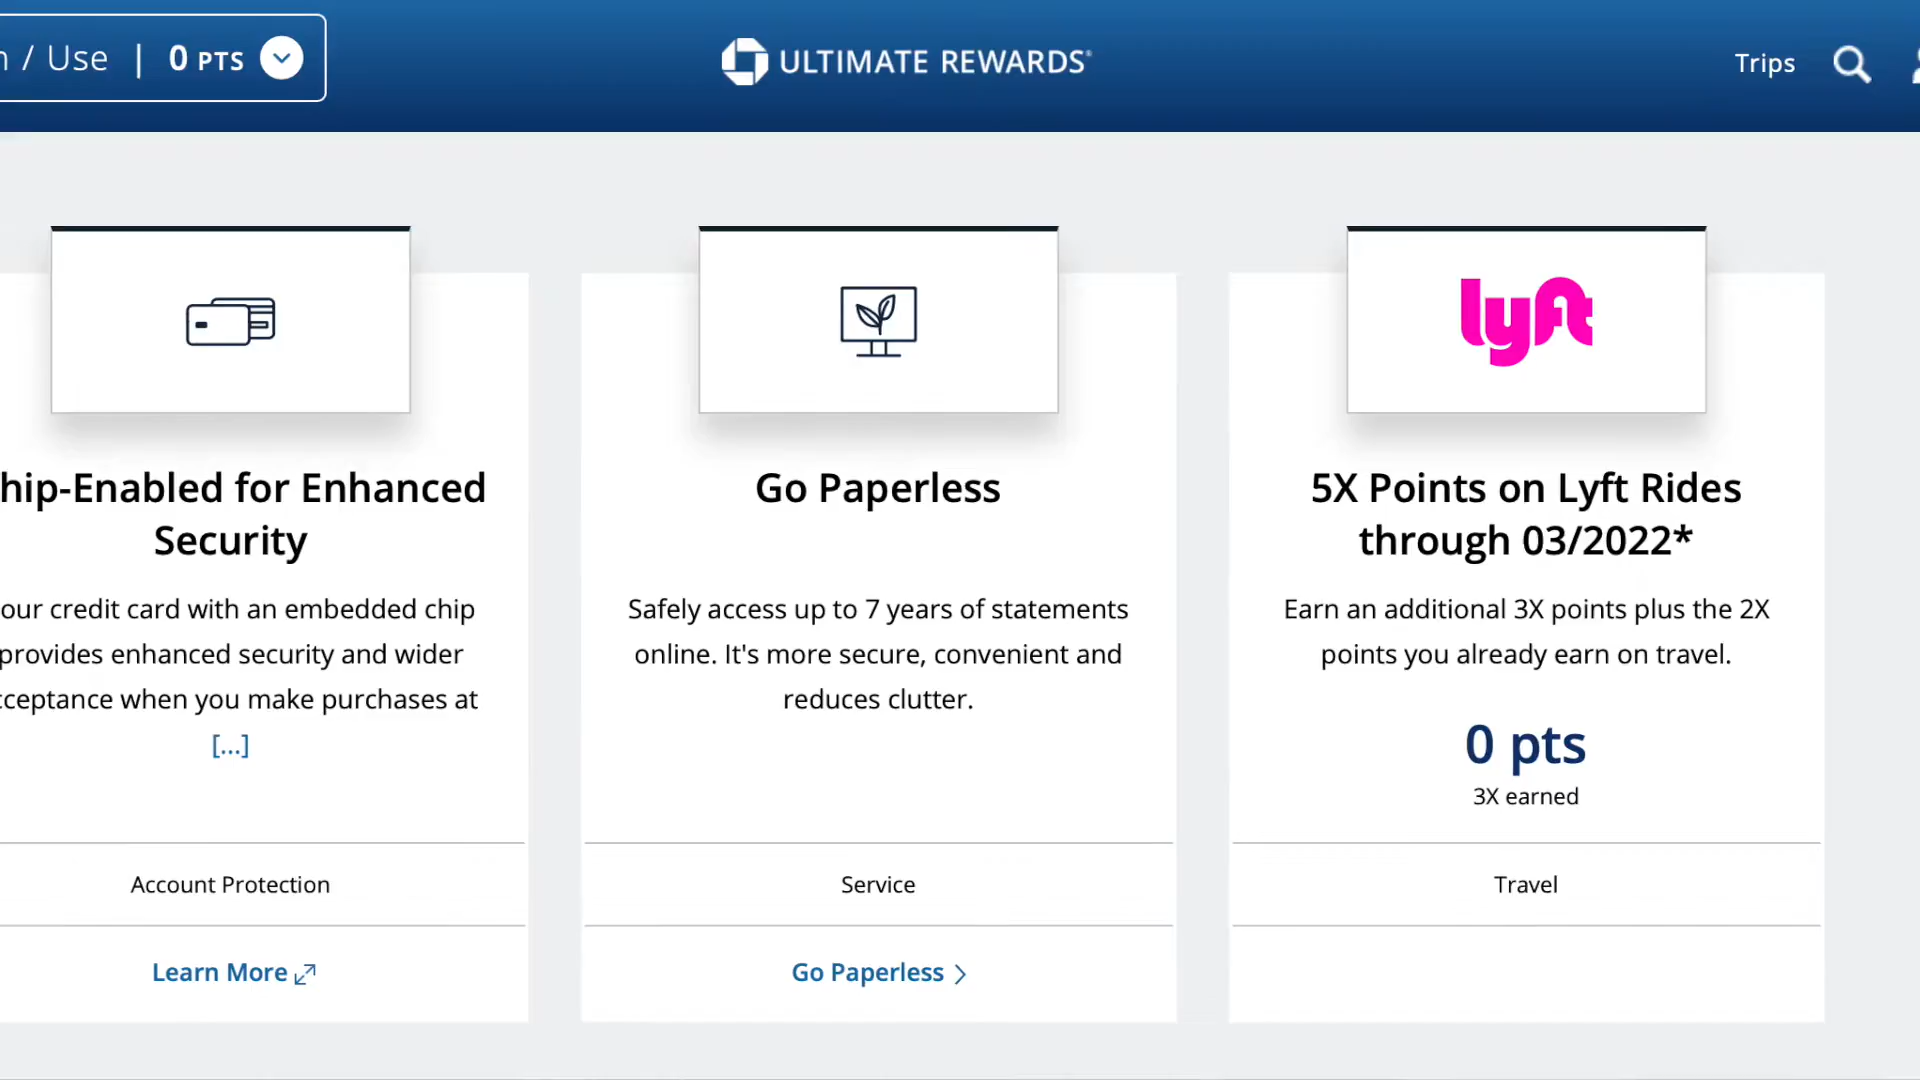 / Use | 0 PTS
ULTIMATE REWARDS®
Trips
hip-Enabled for Enhanced
Security
our credit card with an embedded chip
provides enhanced security and wider
cceptance when you make purchases at
[...]
Account Protection
Learn More
Go Paperless
Safely access up to 7 years of statements
online. It's more secure, convenient and
reduces clutter.
Service
Go Paperless
lyft
5X Points on Lyft Rides
through 03/2022*
Earn an additional 3X points plus the 2X
points you already earn on travel.
0 pts
3X earned
Travel